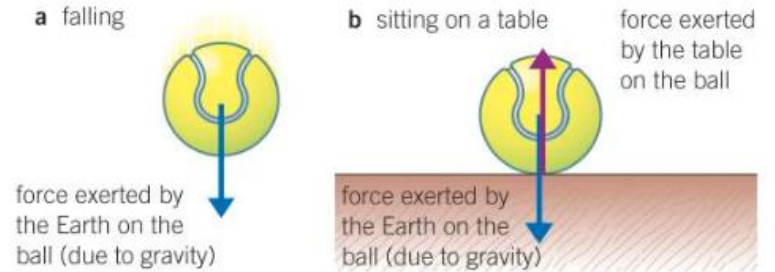 a falling
force exerted by
the Earth on the
ball (due to gravity)
b sitting on a table
force exerted
by the table
on the ball
force exerted by
the Earth on the
ball (due to gravity)